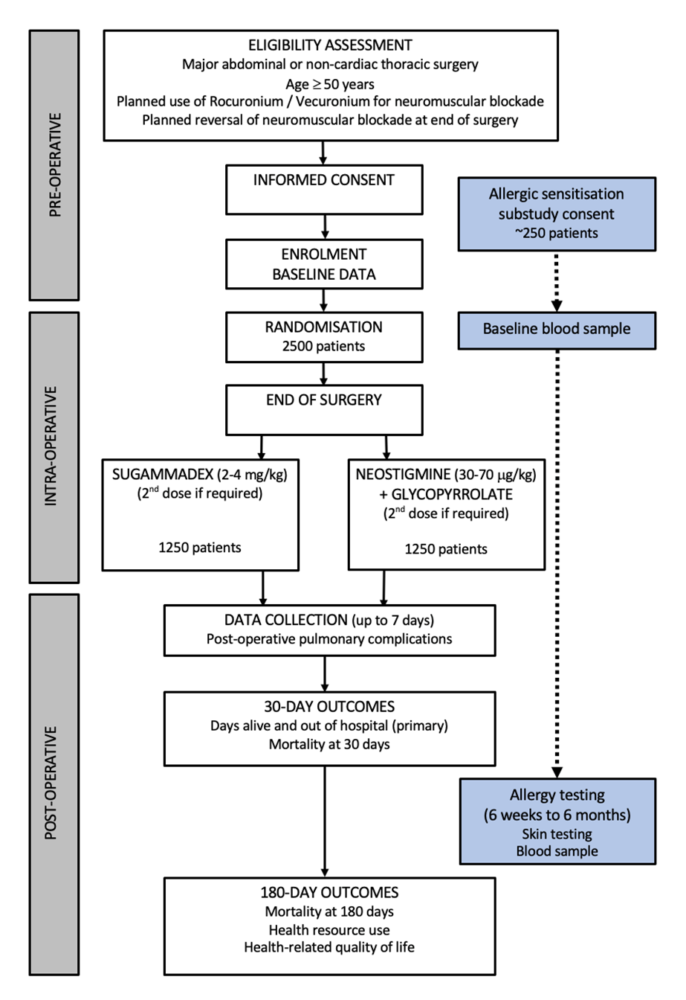 PRE-OPERATIVE
ELIGIBILITY ASSESSMENT
Major abdominal or non-cardiac thoracic surgery
Age ≥ 50 years
Planned use of Rocuronium / Vecuronium for neuromuscular blockade
Planned reversal of neuromuscular blockade at end of surgery
INFORMED CONSENT
Allergic sensitisation
substudy consent
~250 patients
ENROLMENT
BASELINE DATA
INTRA-OPERATIVE
RANDOMISATION
2500 patients
Baseline blood sample
END OF SURGERY
SUGAMMADEX (2-4 mg/kg)
(2nd dose if required)
1250 patients
NEOSTIGMINE (30-70 µg/kg)
+ GLYCOPYRROLATE
(2nd dose if required)
1250 patients
POST-OPERATIVE
DATA COLLECTION (up to 7 days)
Post-operative pulmonary complications
30-DAY OUTCOMES
Days alive and out of hospital (primary)
Mortality at 30 days
Allergy testing
(6 weeks to 6 months)
Skin testing
Blood sample
180-DAY OUTCOMES
Mortality at 180 days
Health resource use
Health-related quality of life